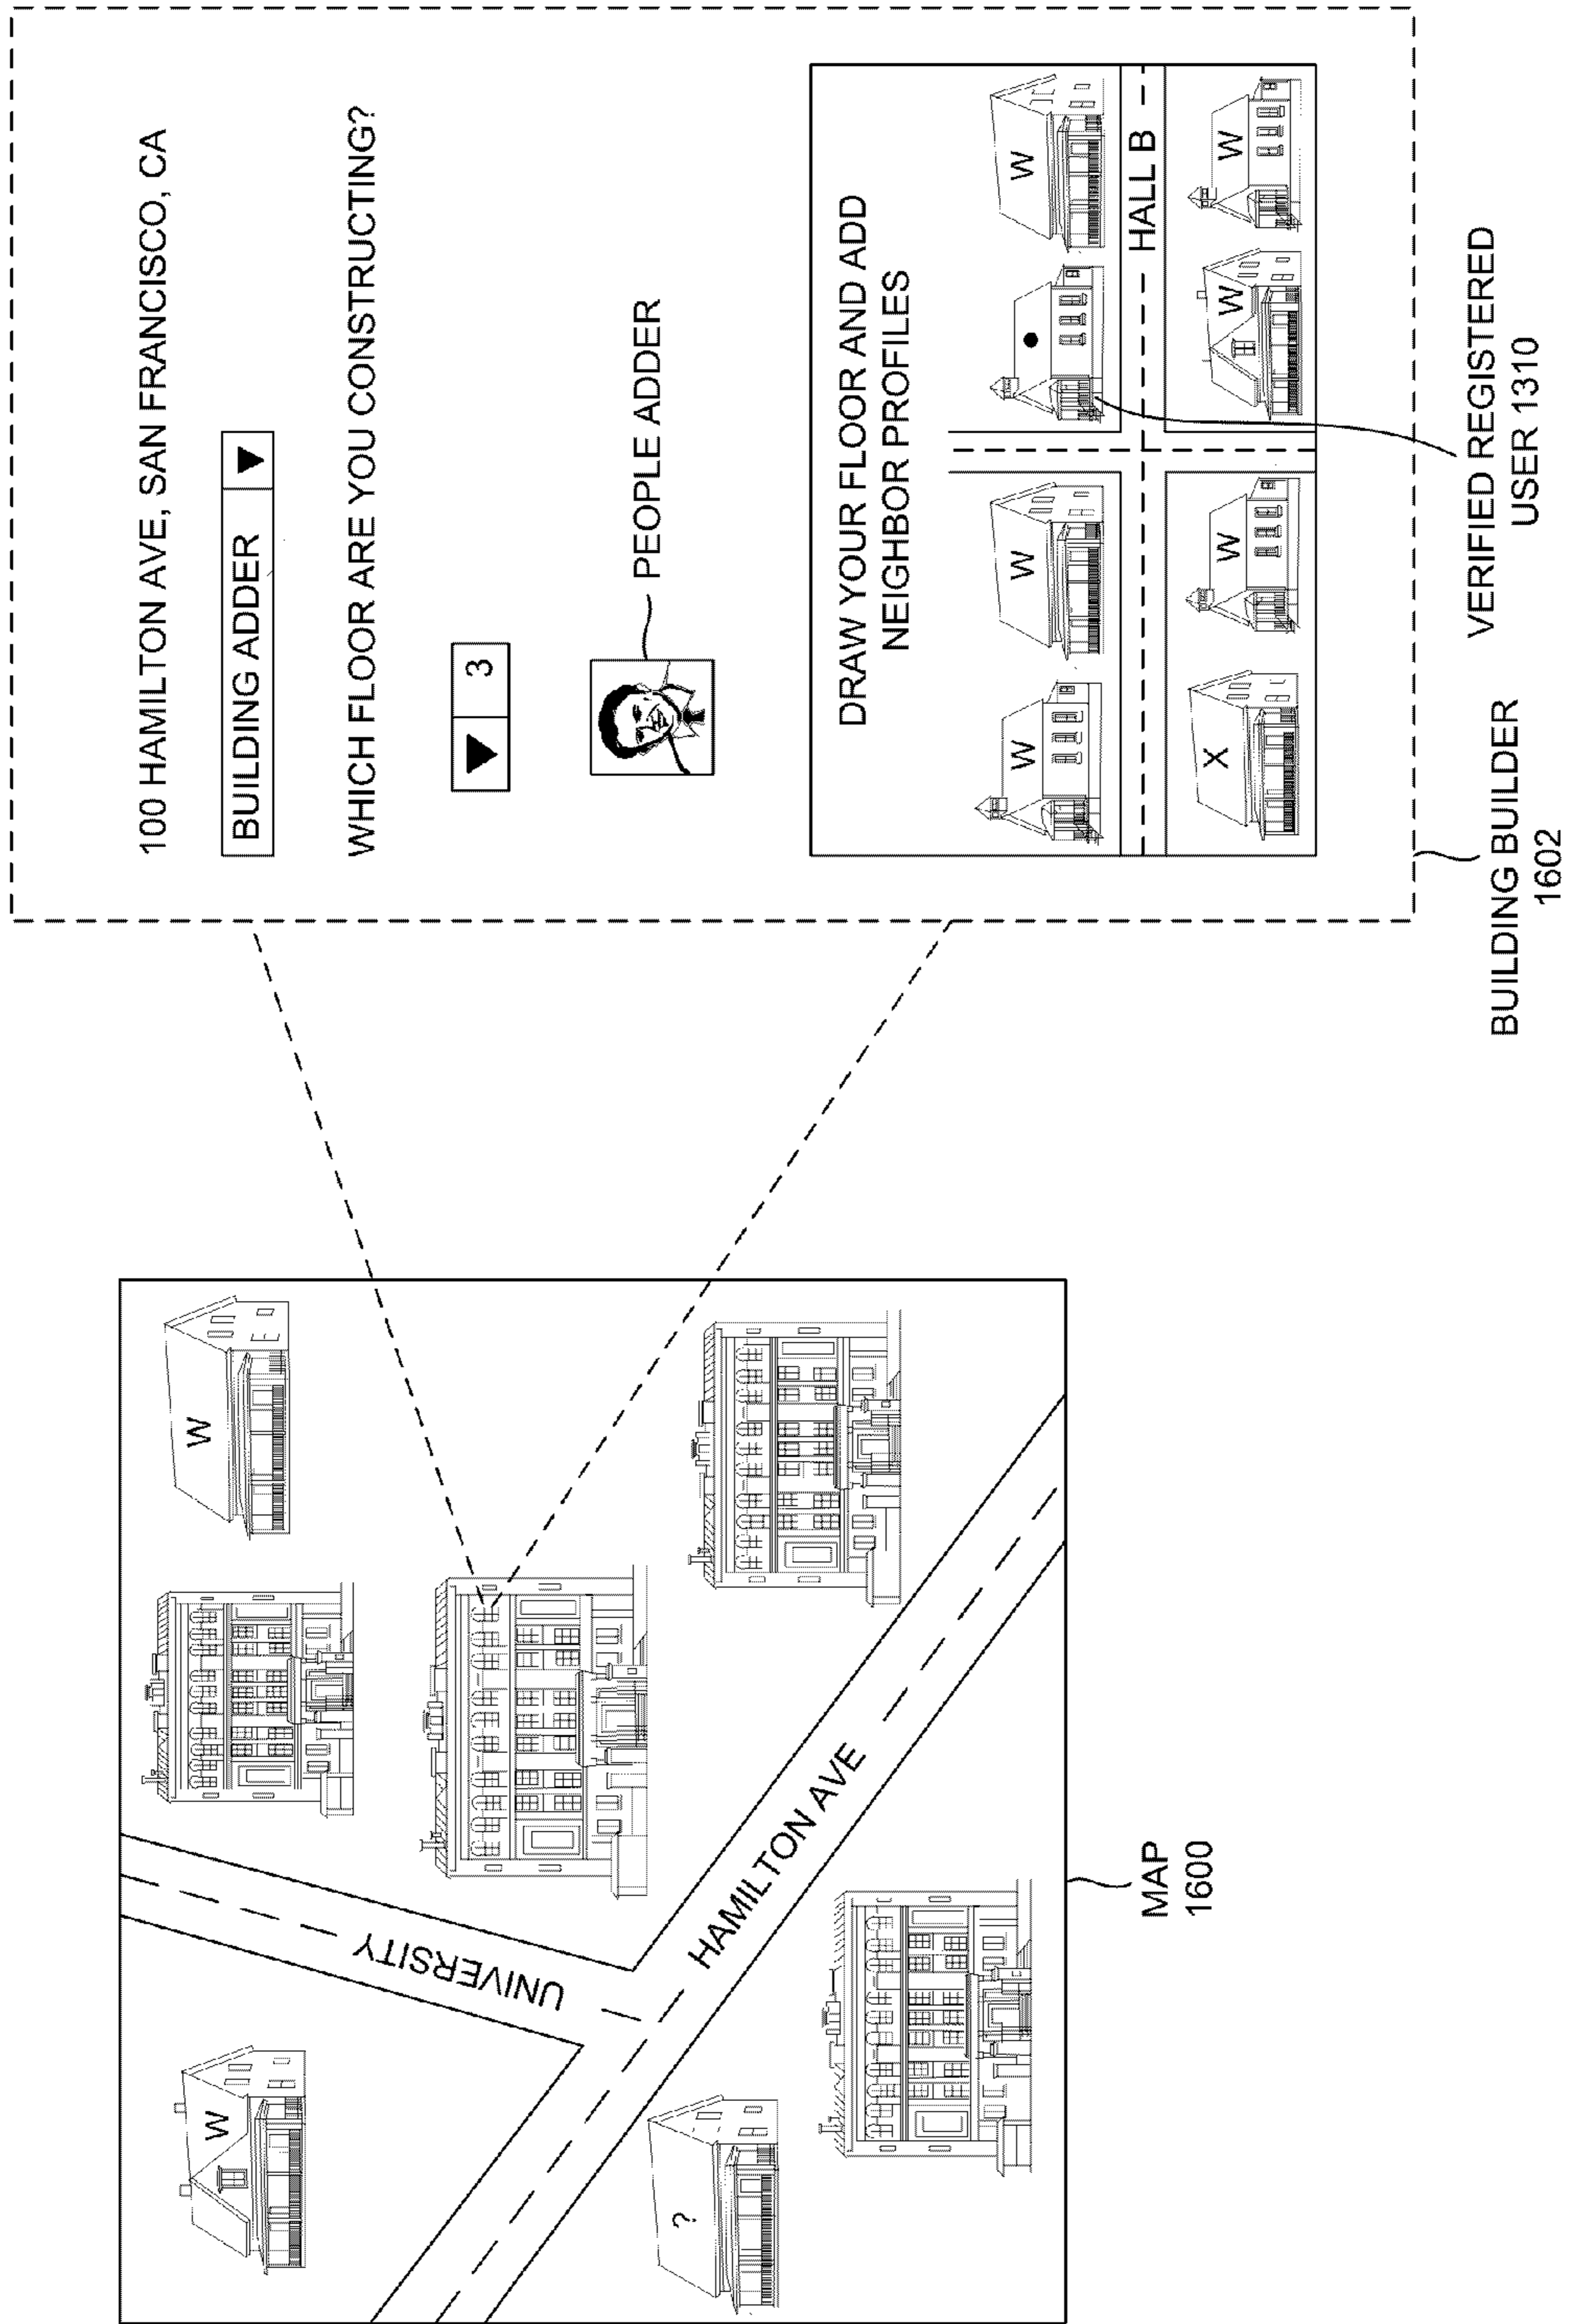 100 HAMILTON AVE, SAN FRANCISCO, CA
BUILDING ADDER
WHICH FLOOR ARE YOU CONSTRUCTING?
3
PEOPLE ADDER
DRAW YOUR FLOOR AND ADD
NEIGHBOR PROFILES
W
W
W
HALL B
X
W
W
W
VERIFIED REGISTERED
USER 1310
BUILDING BUILDER
1602
W
W
UNIVERSITY
?
HAMILTON AVE
MAP
1600